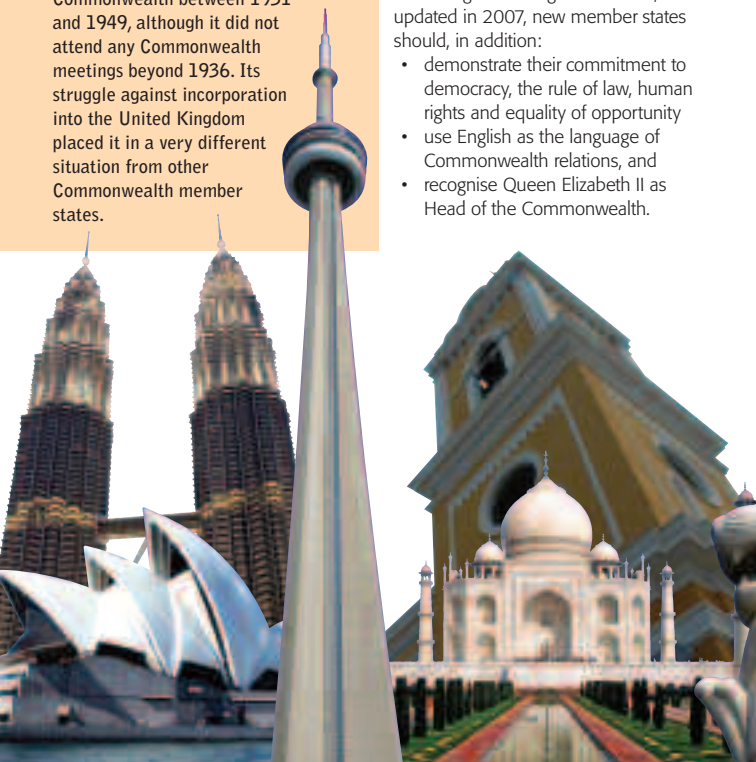 and 1949, although it did not
attend any Commonwealth
meetings beyond 1936. Its
struggle against incorporation
into the United Kingdom
placed it in a very different
situation from other
Commonwealth member
states.
updated in 2007, new member states
should, in addition:
• demonstrate their commitment to
democracy, the rule of law, human
rights and equality of opportunity
• use English as the language of
Commonwealth relations, and
• recognise Queen Elizabeth II as
Head of the Commonwealth.